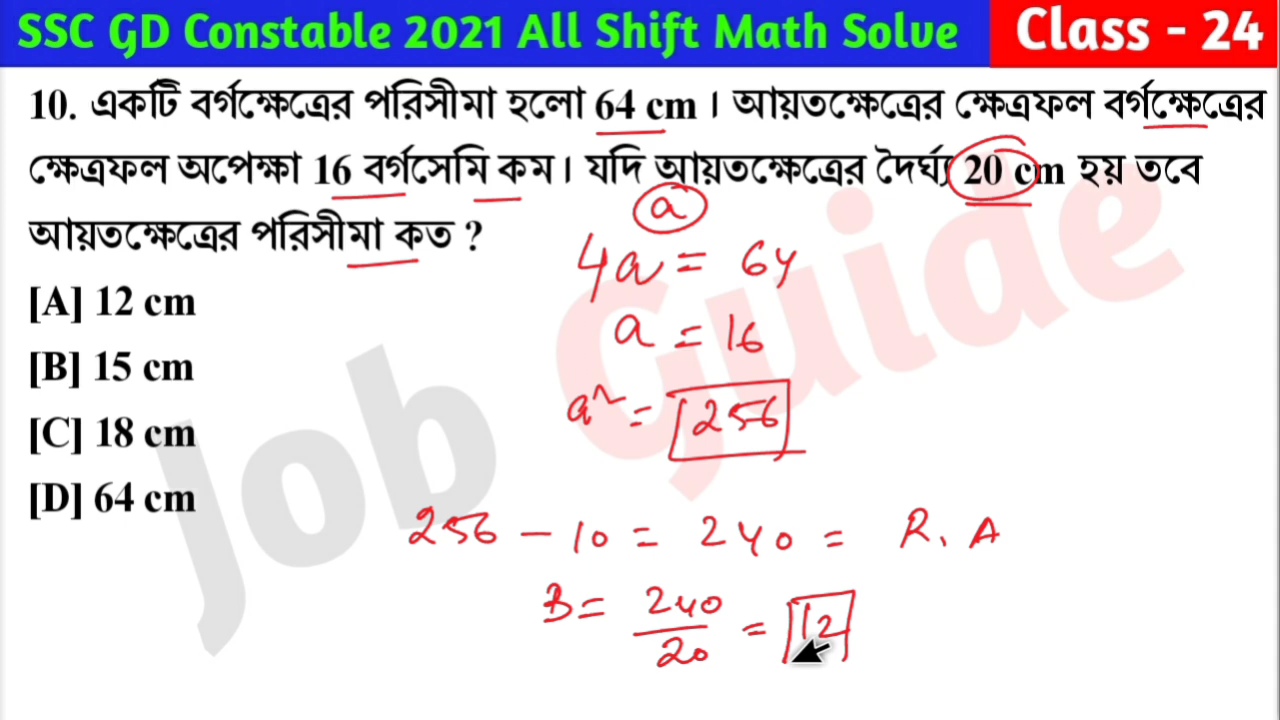 SSC GD Constable 2021 All Shift Math Solve
Class - 24
10. একটি বর্গক্ষেত্রের পরিসীমা হলো 64 cm । আয়তক্ষেত্রের ক্ষেত্রফল বর্গক্ষেত্রের
ক্ষেত্রফল অপেক্ষা 16 বর্গসেমি কম। যদি আয়তক্ষেত্রের দৈর্ঘ্য 20 cm হয় তবে
আয়তক্ষেত্রের পরিসীমা কত ?
[A] 12 cm
[B] 15 cm
[C] 18 cm
[D] 64 cm
a
4a = 64
a = 16
a² = 256
256 - 10 = 240 = R. A
B = 240/20 = 12
Job Guide